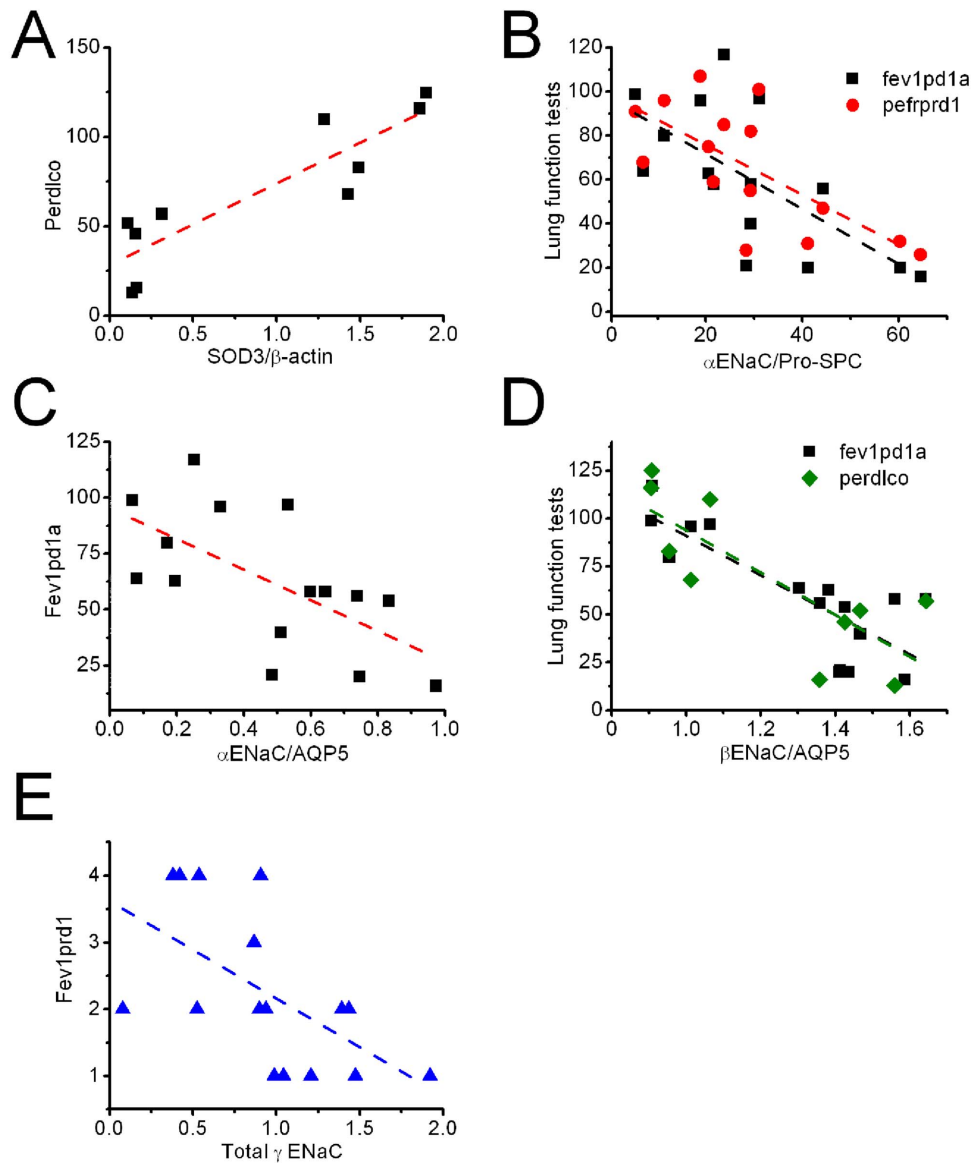 A
150
100
50
0
Perdlco
0.0 0.5 1.0 1.5 2.0
SOD3/β-actin
B
120
100
80
60
40
20
0
Lung function tests
fev1pd1a
pefrprd1
0 20 40 60
αENaC/Pro-SPC
C
125
100
75
50
25
Fev1pd1a
0.0 0.2 0.4 0.6 0.8 1.0
αENaC/AQP5
D
125
100
75
50
25
0
Lung function tests
fev1pd1a
perdlco
1.0 1.2 1.4 1.6
βENaC/AQP5
E
4
3
2
1
Fev1prd1
0.0 0.5 1.0 1.5 2.0
Total γ ENaC